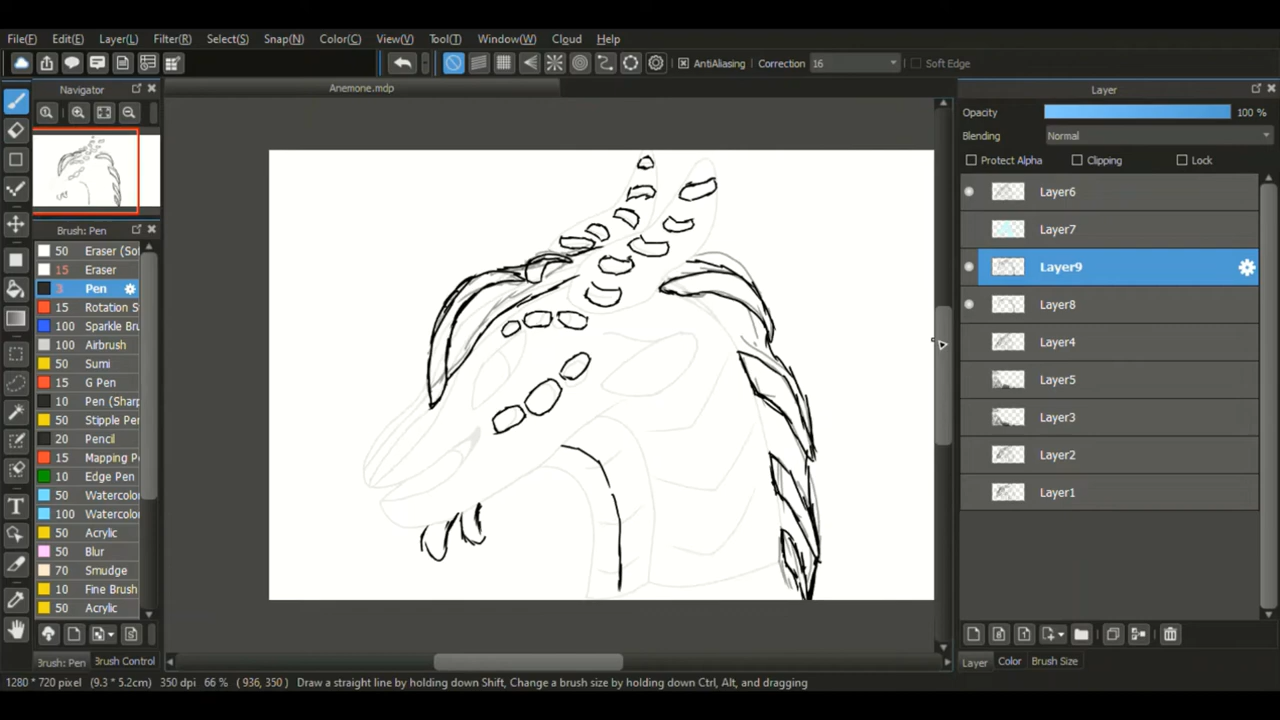 File(F) Edit(E) Layer(L) Filter(R) Select(S) Snap(N) Color(C) View(V) Tool(T) Window(W) Cloud Help
AntiAliasing Correction 16 Soft Edge
Navigator
Anemone.mdp
Layer
Opacity 100 %
Blending Normal
Protect Alpha Clipping Lock
Layer6
Layer7
Layer9
Layer8
Layer4
Layer5
Layer3
Layer2
Layer1
Brush: Pen
50 Eraser (So
15 Eraser
3 Pen
15 Rotation S
100 Sparkle Bru
100 Airbrush
50 Sumi
15 G Pen
10 Pen (Sharp
50 Stipple Pen
20 Pencil
15 Mapping P
10 Edge Pen
50 Watercolo
100 Watercolo
50 Acrylic
50 Blur
70 Smudge
10 Fine Brush
50 Acrylic
Brush: Pen Brush Control
Layer Color Brush Size
1280 * 720 pixel (9.3 * 5.2cm) 350 dpi 66 % ( 936, 350 ) Draw a straight line by holding down Shift, Change a brush size by holding down Ctrl, Alt, and dragging